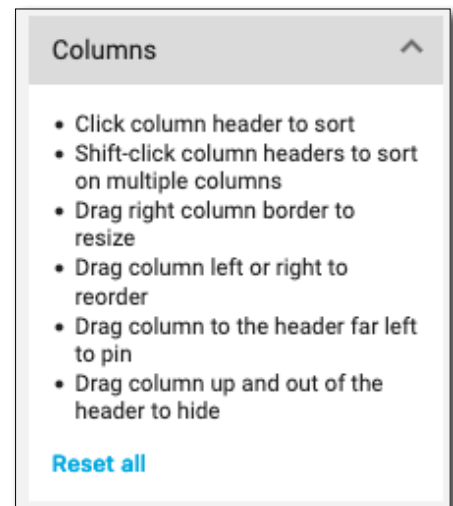 Columns
• Click column header to sort
• Shift-click column headers to sort
on multiple columns
• Drag right column border to
resize
• Drag column left or right to
reorder
• Drag column to the header far left
to pin
• Drag column up and out of the
header to hide
Reset all